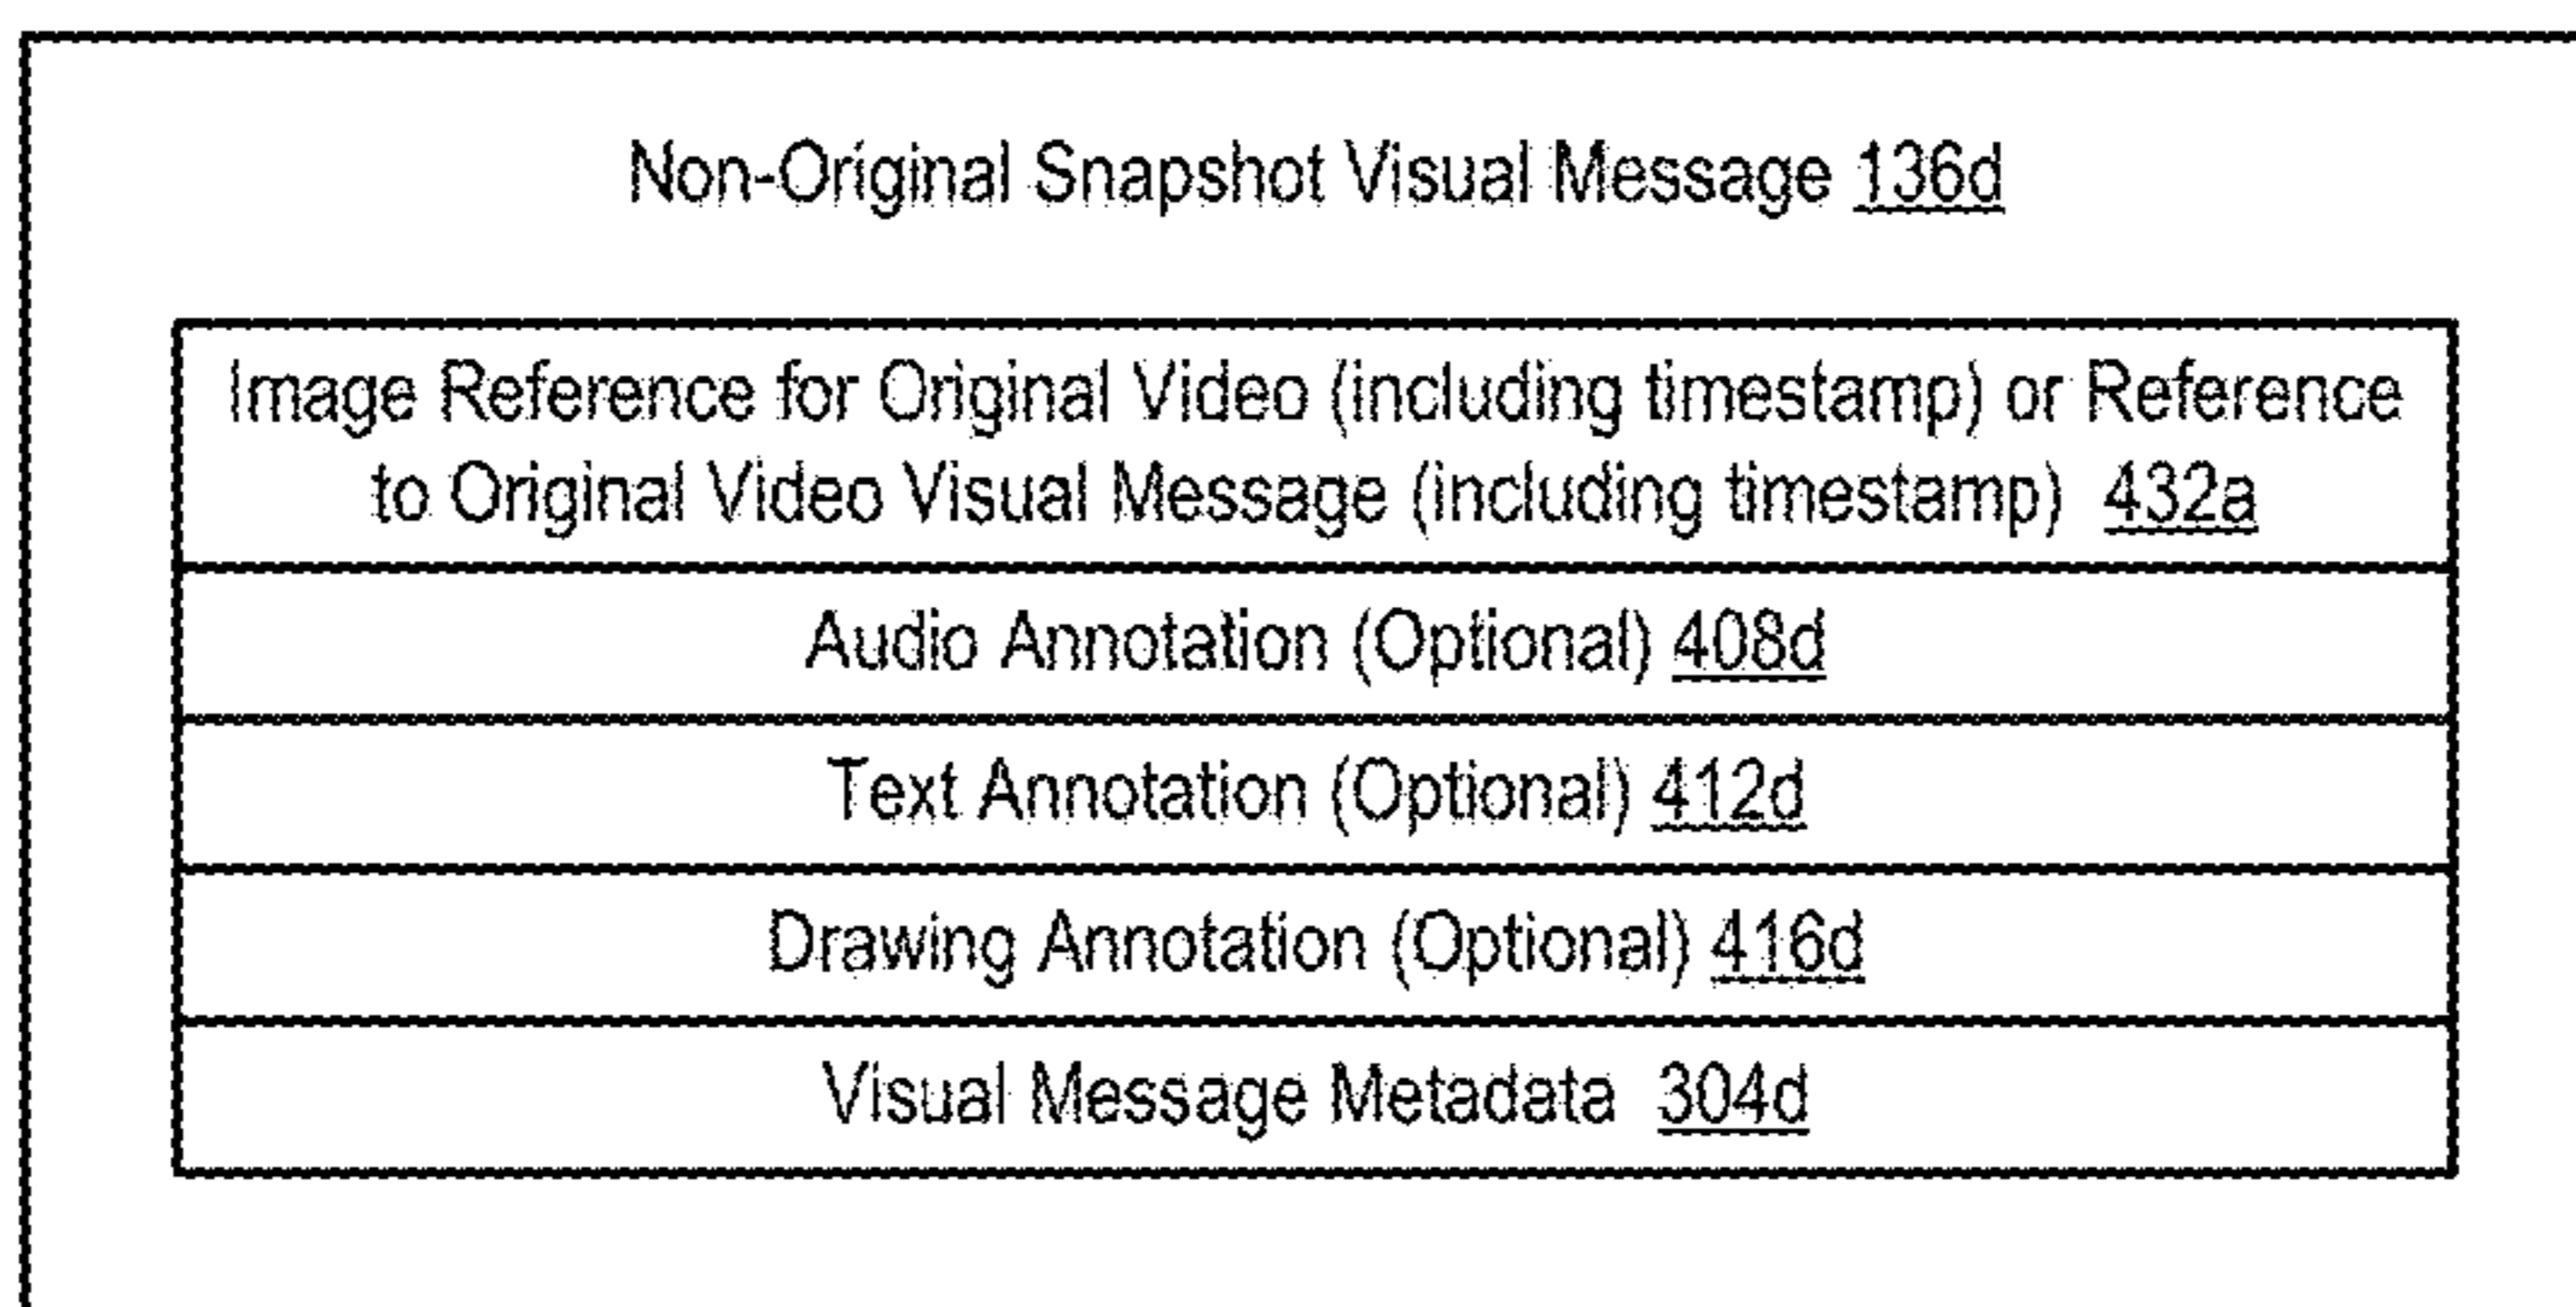 Non-Original Snapshot Visual Message 136d
Image Reference for Original Video (including timestamp) or Reference
to Original Video Visual Message (including timestamp) 432a
Audio Annotation (Optional) 408d
Text Annotation (Optional) 412d
Drawing Annotation (Optional) 416d
Visual Message Metadata 304d